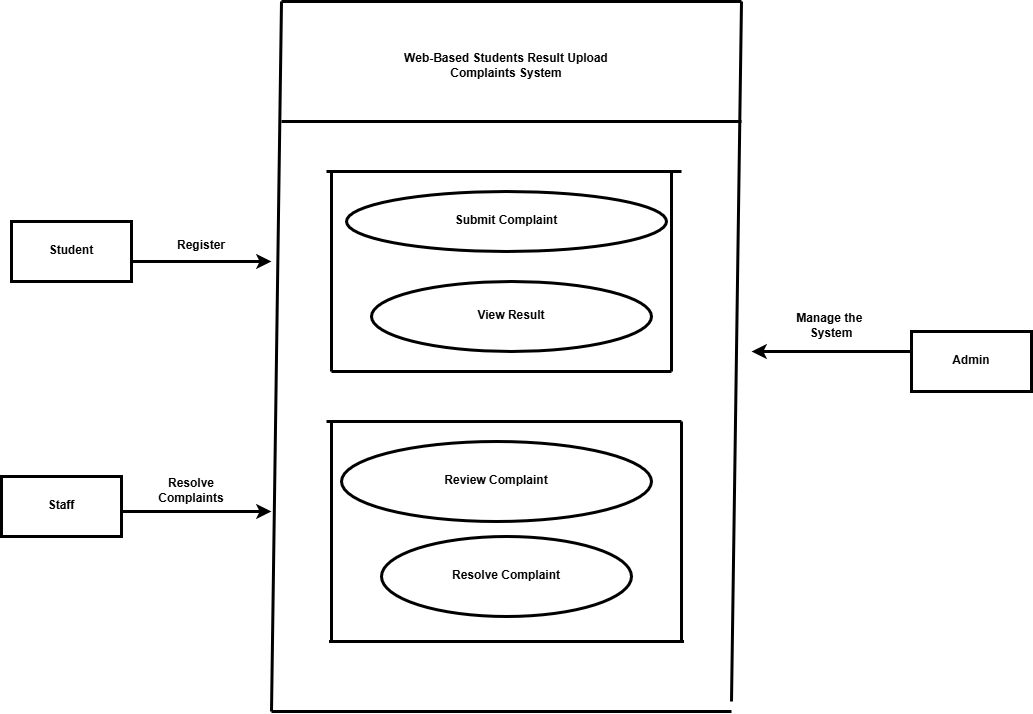 Web-Based Students Result Upload
Complaints System
Submit Complaint
Student
Register
View Result
Manage the
System
Admin
Review Complaint
Resolve
Complaints
Staff
Resolve Complaint